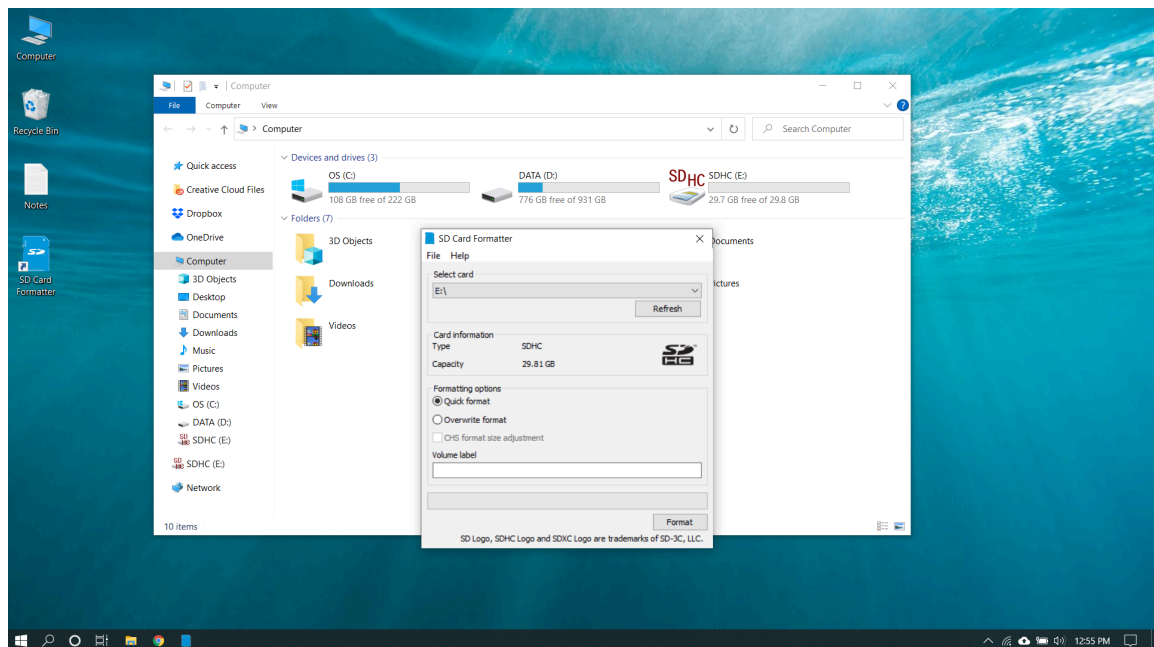 Computer
Recycle Bin
Notes
SD Card
Formatter
Computer
File Computer View
Computer
Search Computer
Quick access
Creative Cloud Files
Dropbox
OneDrive
Computer
3D Objects
Desktop
Documents
Downloads
Music
Pictures
Videos
OS (C:)
DATA (D:)
SDHC (E:)
SDHC (E:)
Network
10 items
Devices and drives (3)
OS (C:)
108 GB free of 222 GB
DATA (D:)
776 GB free of 931 GB
SDHC
SDHC (E:)
29.7 GB free of 29.8 GB
Folders (7)
3D Objects
Downloads
Videos
Documents
ictures
SD Card Formatter
File Help
Select card
E:\
Refresh
Card information
Type SDHC
Capacity 29.81 GB
SD HC
Formatting options
Quick format
Overwrite format
CHS format size adjustment
Volume label
Format
SD Logo, SDHC Logo and SDXC Logo are trademarks of SD-3C, LLC.
12:55 PM